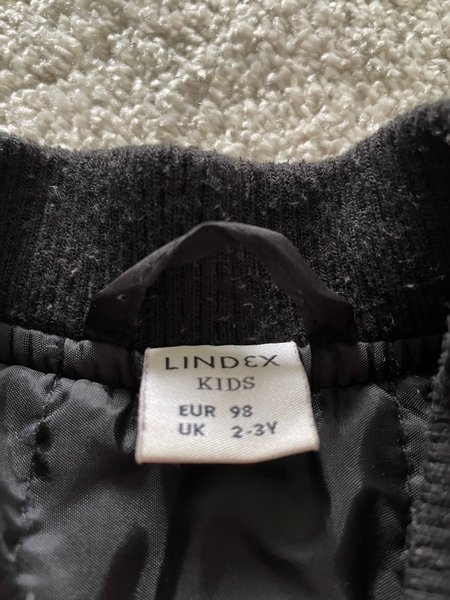 LINDEX
KIDS
EUR 98
UK 2-3Y